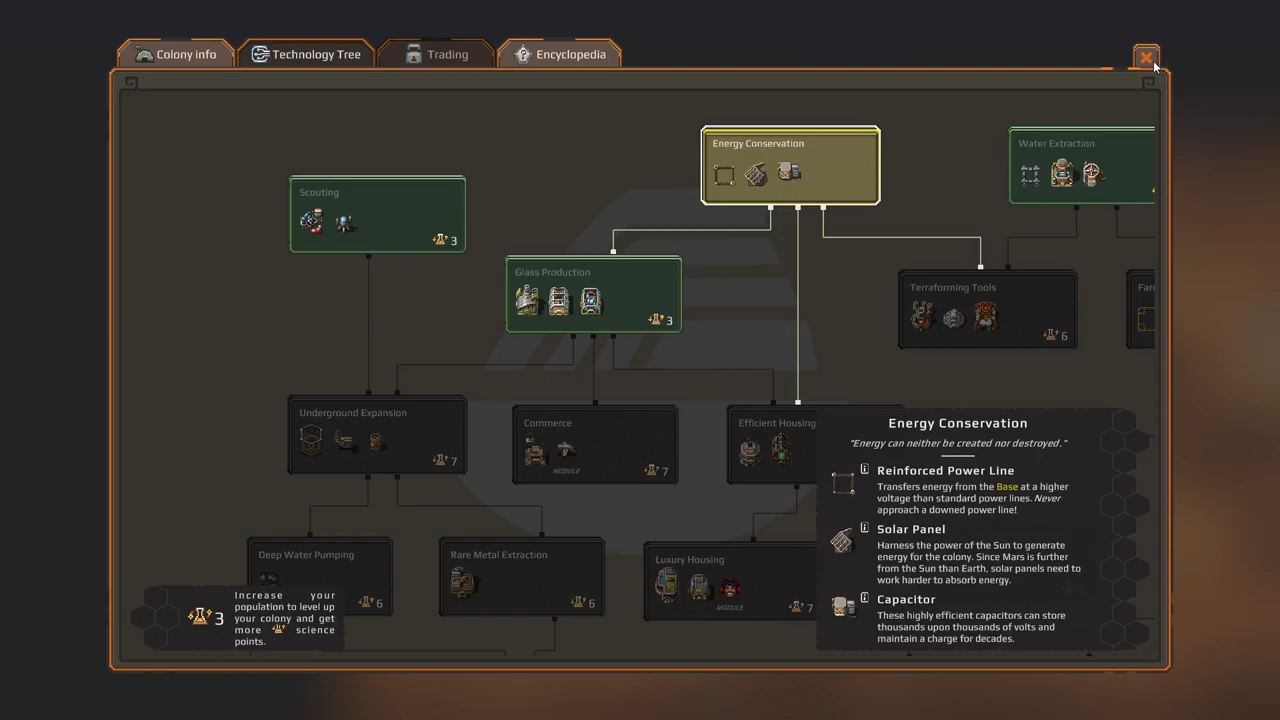 Colony info
Technology Tree
Trading
Encyclopedia
Energy Conservation
Water Extraction
Scouting
3
Glass Production
3
Terraforming Tools
6
Underground Expansion
7
Commerce
MODULE
7
Efficient Housing
Deep Water Pumping
6
Rare Metal Extraction
6
Luxury Housing
MODULE
7
Energy Conservation
"Energy can neither be created nor destroyed."
Reinforced Power Line
Transfers energy from the Base at a higher
voltage than standard power lines. Never
approach a downed power line!
Solar Panel
Harness the power of the Sun to generate
energy for the colony. Since Mars is further
from the Sun than Earth, solar panels need to
work harder to absorb energy.
Capacitor
These highly efficient capacitors can store
thousands upon thousands of volts and
maintain a charge for decades.
3
Increase your
population to level up
your colony and get
more science
points.